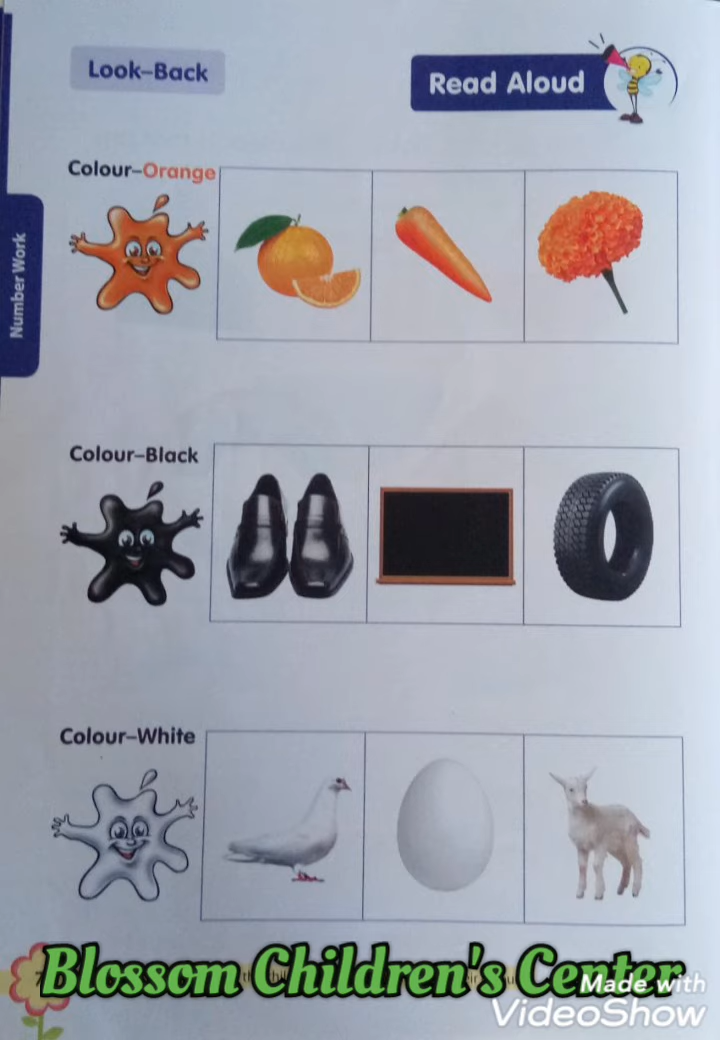 Look–Back
Read Aloud
Number Work
Colour–Orange
Colour–Black
Colour–White
Blossom Children's Center
Made with
VideoShow